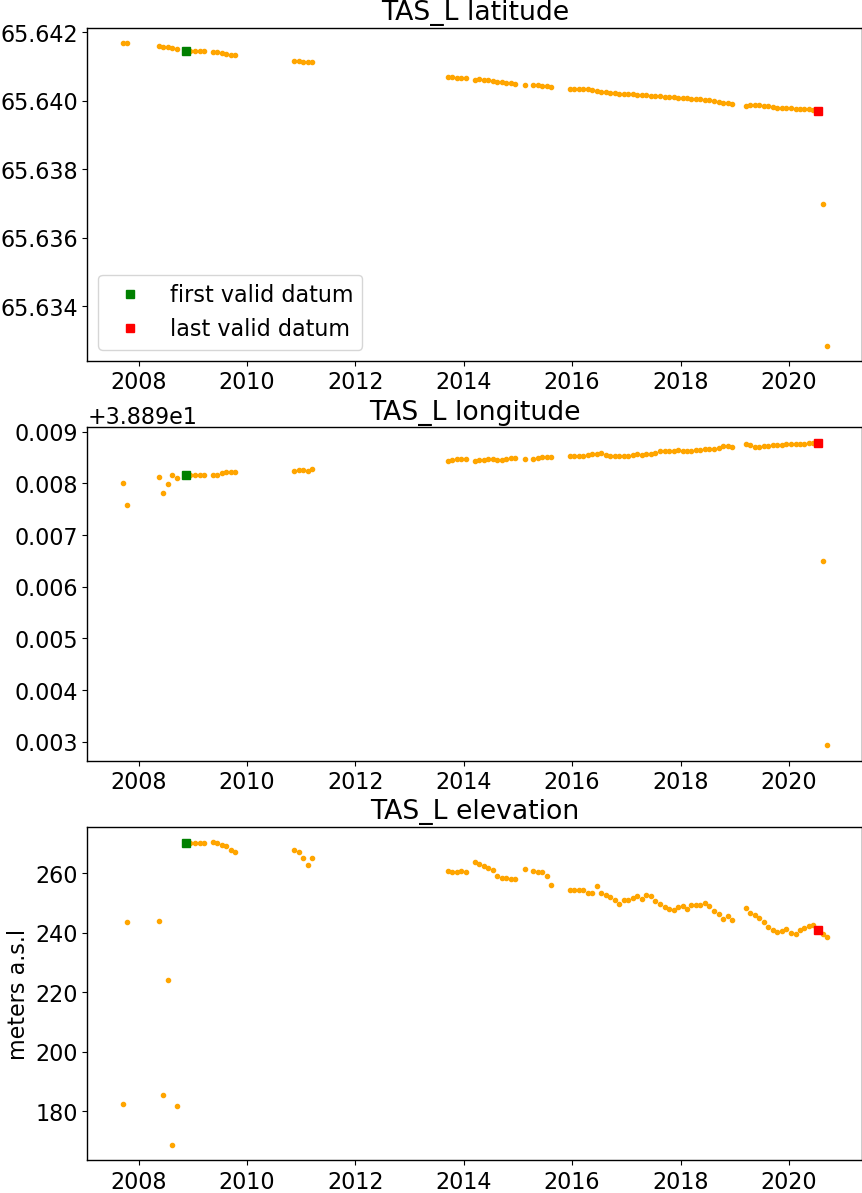 TAS_L latitude
65.642
65.640
65.638
65.636
65.634
first valid datum
last valid datum
2008 2010 2012 2014 2016 2018 2020
+3.889e1
TAS_L longitude
0.009
0.008
0.007
0.006
0.005
0.004
0.003
2008 2010 2012 2014 2016 2018 2020
TAS_L elevation
meters a.s.l
260
240
220
200
180
2008 2010 2012 2014 2016 2018 2020